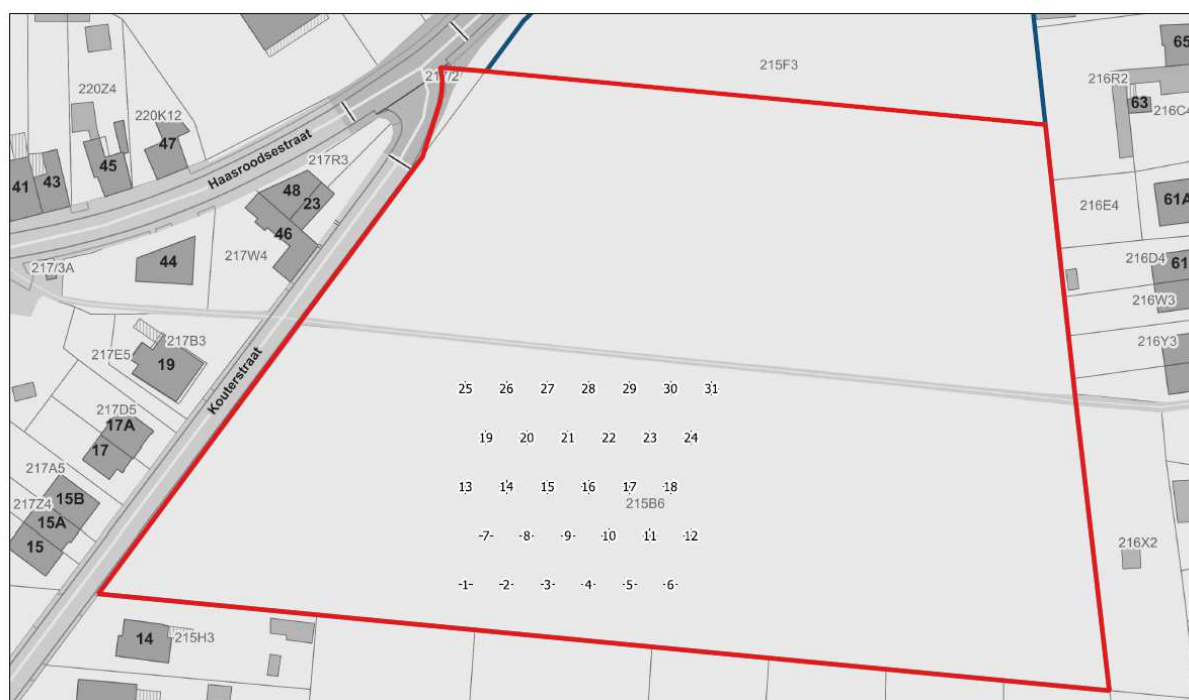 65
215F3
216R2
217/2
220Z4
63
216C4
220K12
47
45
Haasroodsestraat
217R3
41
43
48
23
61A
216E4
46
217W4
44
217/3A
216D4
61
216W3
217B3
216Y3
217E5
19
Kouterstraat
25 26 27 28 29 30 31
217D5
17A
19 20 21 22 23 24
17
217A5
13 14 15 16 17 18
15B
217Z4
215B6
15A
-7- -8- -9- -10- 11 -12-
15
216X2
-1- -2- -3- -4- -5- -6-
14
215H3